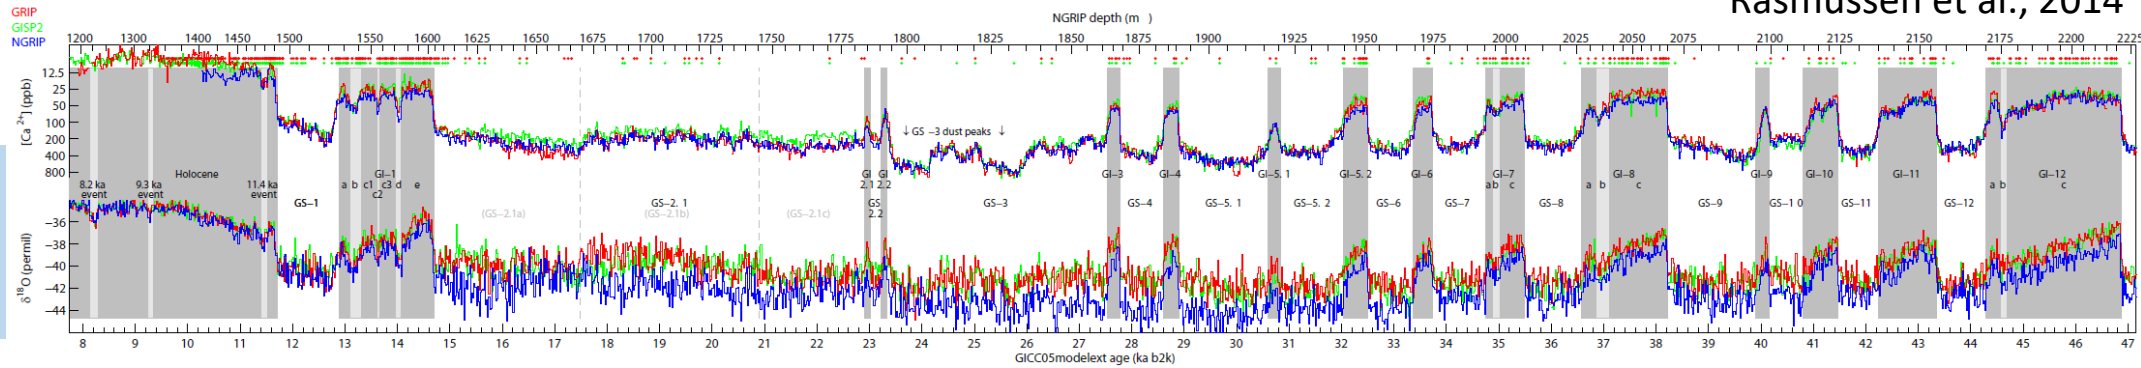 Rasmussen et al., 2014
GRIP
GISP2
NGRIP
NGRIP depth (m )
1200 1300 1400 1450 1500 1550 1600 1625 1650 1675 1700 1725 1750 1775 1800 1825 1850 1875 1900 1925 1950 1975 2000 2025 2050 2075 2100 2125 2150 2175 2200 2225
[Ca 2+] (ppb)
12.5
25
50
100
200
400
800
↓ GS −3 dust peaks ↓
Holocene
8.2 ka
event
9.3 ka
event
11.4 ka
event
GS−1
GI−1
a b c1 c3 d e
c2
(GS−2.1a)
GS−2. 1
(GS−2.1b)
(GS−2.1c)
GI GI
2.1 2.2
GS
2.2
GS−3
GI−3
GS−4
GI−4
GS−5. 1
GI−5. 1
GS−5. 2
GI−5. 2
GS−6
GI−6
GS−7
GI−7
a b c
GS−8
GI−8
a b c
GS−9
GI−9
GS−1 0
GI−10
GS−11
GI−11
GS−12
GI−12
a b c
δ18O (permil)
−36
−38
−40
−42
−44
8 9 10 11 12 13 14 15 16 17 18 19 20 21 22 23 24 25 26 27 28 29 30 31 32 33 34 35 36 37 38 39 40 41 42 43 44 45 46 47
GICC05modelext age (ka b2k)